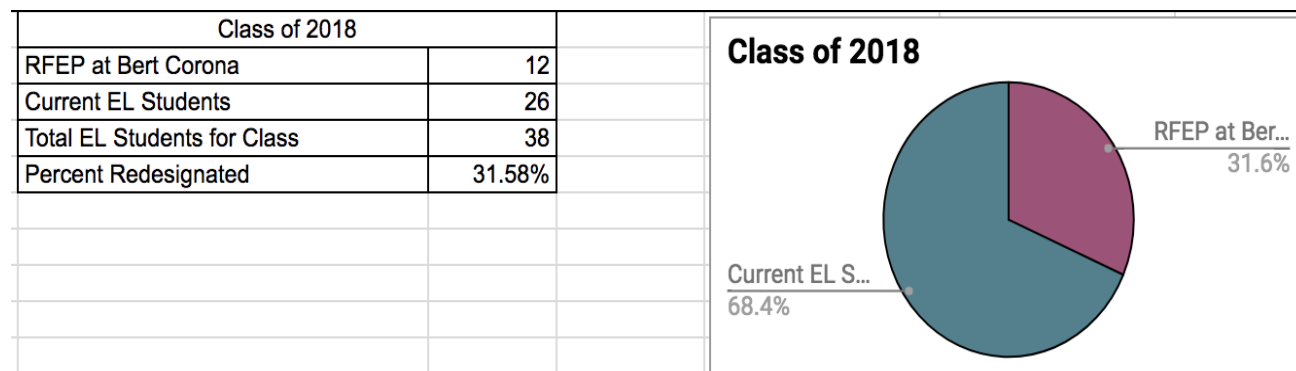 Class of 2018
RFEP at Bert Corona 12
Current EL Students 26
Total EL Students for Class 38
Percent Redesignated 31.58%
Class of 2018
RFEP at Ber...
31.6%
Current EL S...
68.4%